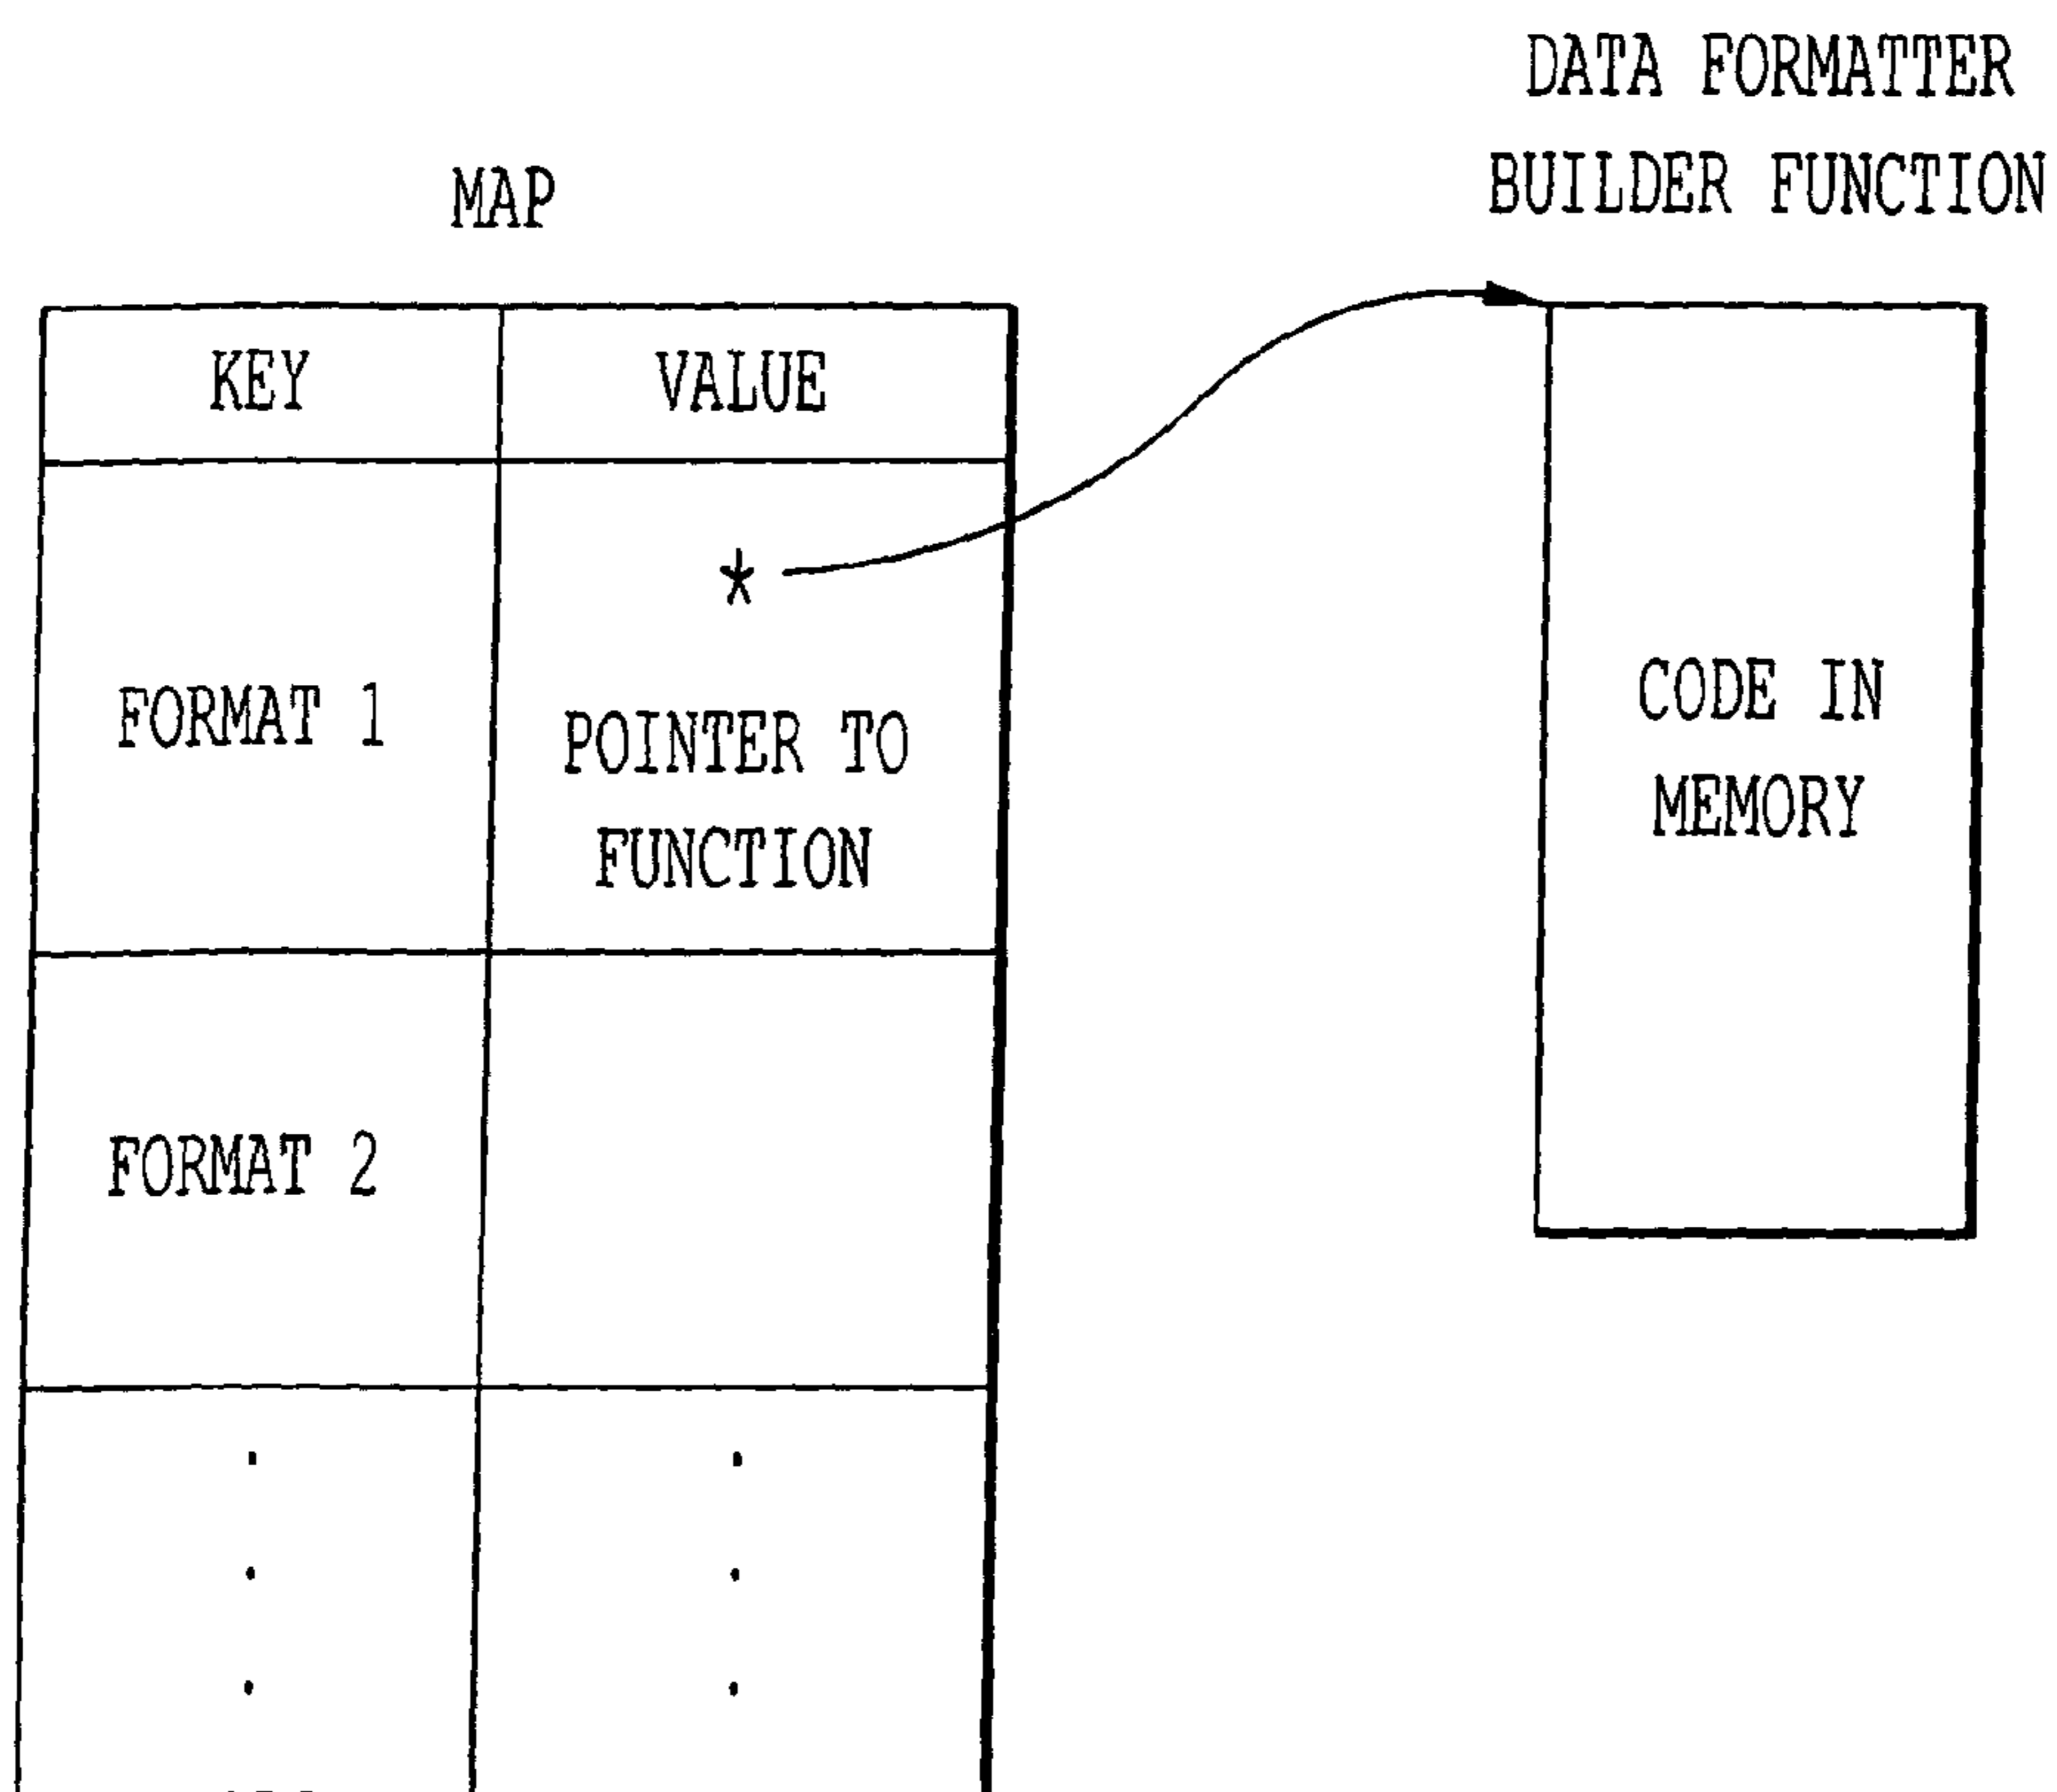 DATA FORMATTER
BUILDER FUNCTION
MAP
KEY VALUE
*
FORMAT 1
POINTER TO
FUNCTION
CODE IN
MEMORY
FORMAT 2